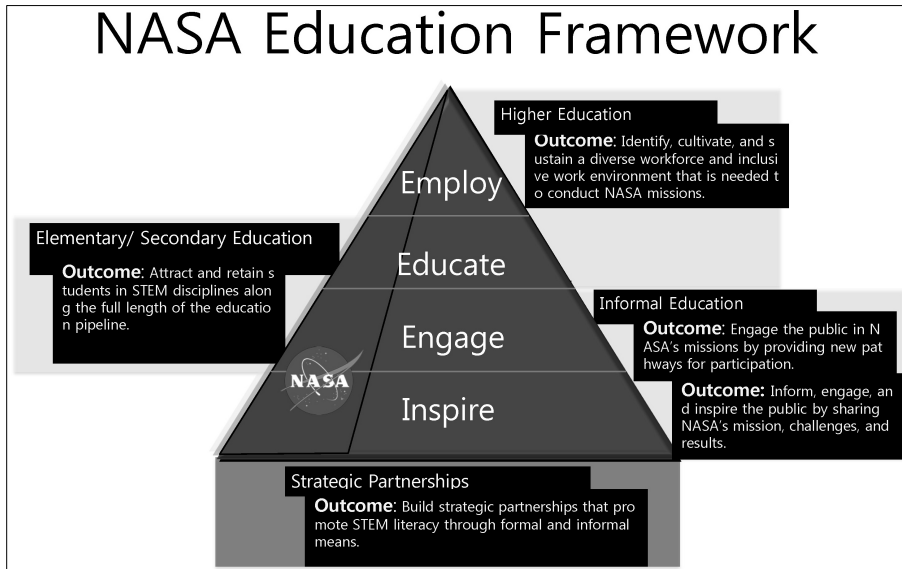 NASA Education Framework
Higher Education
Outcome: Identify, cultivate, and s
ustain a diverse workforce and inclusi
ve work environment that is needed t
o conduct NASA missions.
Employ
Elementary/ Secondary Education
Outcome: Attract and retain s
tudents in STEM disciplines alon
g the full length of the educatio
n pipeline.
Educate
Informal Education
Outcome: Engage the public in N
ASA's missions by providing new pat
hways for participation.
Engage
NASA
Outcome: Inform, engage, an
d inspire the public by sharing
NASA's mission, challenges, and
results.
Inspire
Strategic Partnerships
Outcome: Build strategic partnerships that pro
mote STEM literacy through formal and informal
means.